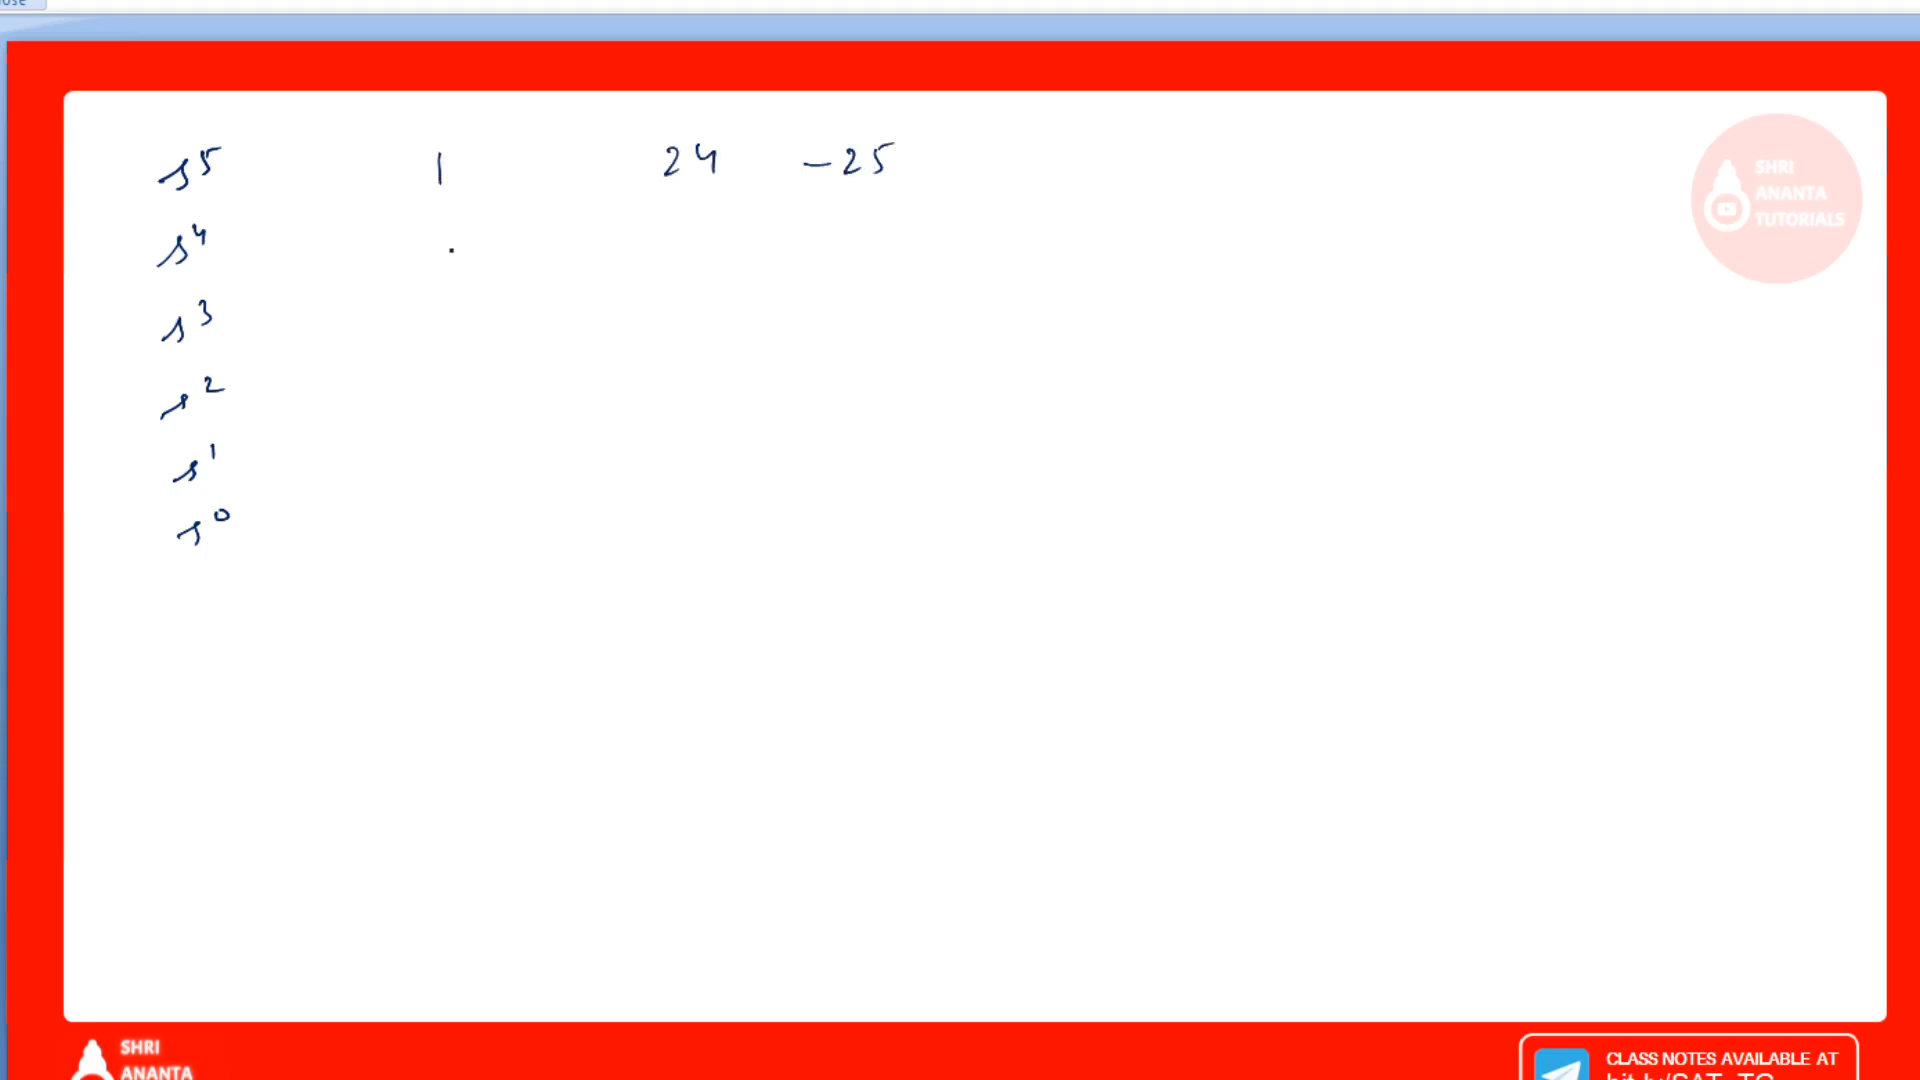 s⁵ 1 24 -25
s⁴
s³
s²
s¹
s⁰
SHRI
ANANTA
TUTORIALS
SHRI
ANANTA
CLASS NOTES AVAILABLE AT